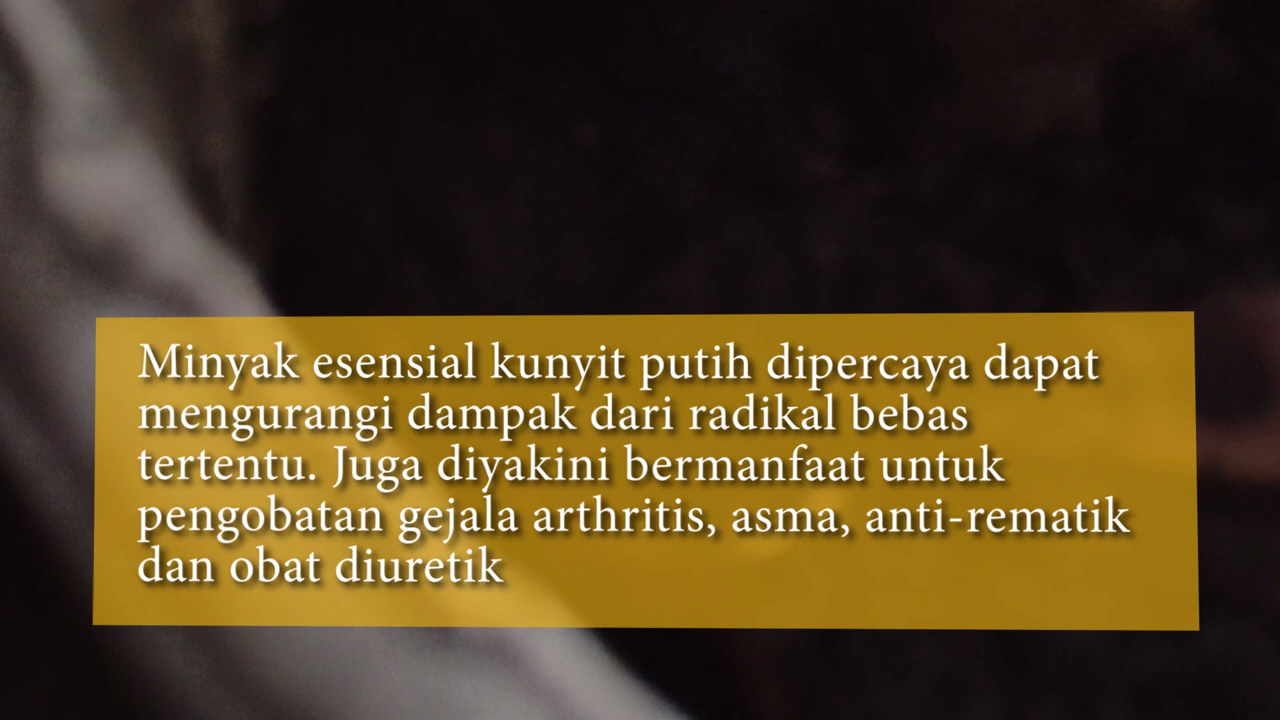 Minyak esensial kunyit putih dipercaya dapat
mengurangi dampak dari radikal bebas
tertentu. Juga diyakini bermanfaat untuk
pengobatan gejala arthritis, asma, anti-rematik
dan obat diuretik